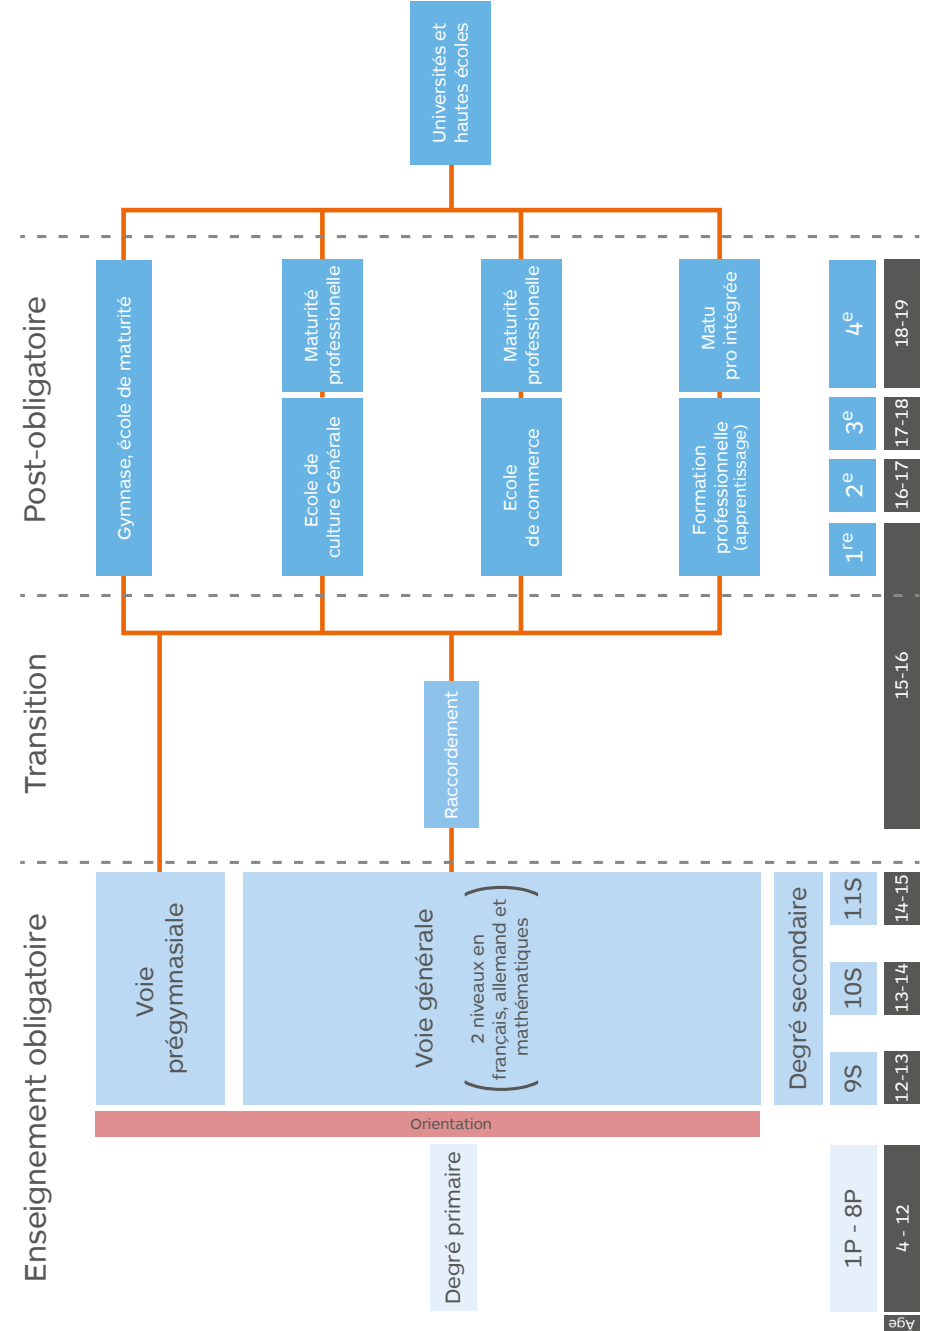 Enseignement obligatoire
Transition
Post-obligatoire
Degré primaire
Orientation
Voie
prégymnasiale
Voie générale
( 2 niveaux en
français, allemand et
mathématiques )
Degré secondaire
Raccordement
Gymnase, école de maturité
Ecole de
culture Générale
Maturité
professionelle
Ecole
de commerce
Maturité
professionelle
Formation
professionnelle
(apprentissage)
Matu
pro intégrée
Universités et
hautes écoles
1P - 8P
9S
10S
11S
1re
2e
3e
4e
Âge
4 - 12
12-13
13-14
14-15
15-16
16-17
17-18
18-19